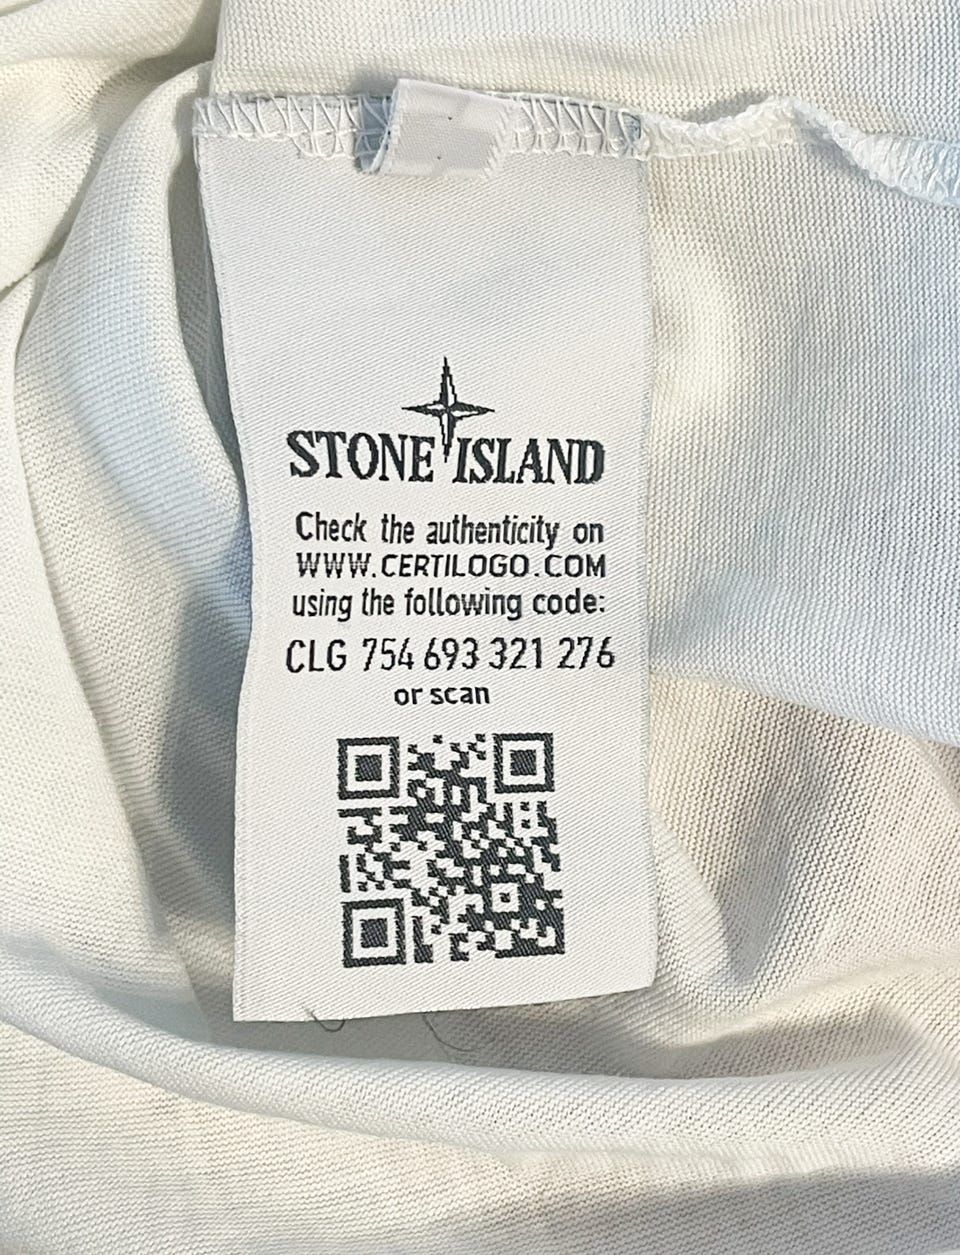 STONE ISLAND
Check the authenticity on
WWW.CERTILOGO.COM
using the following code:
CLG 754 693 321 276
or scan